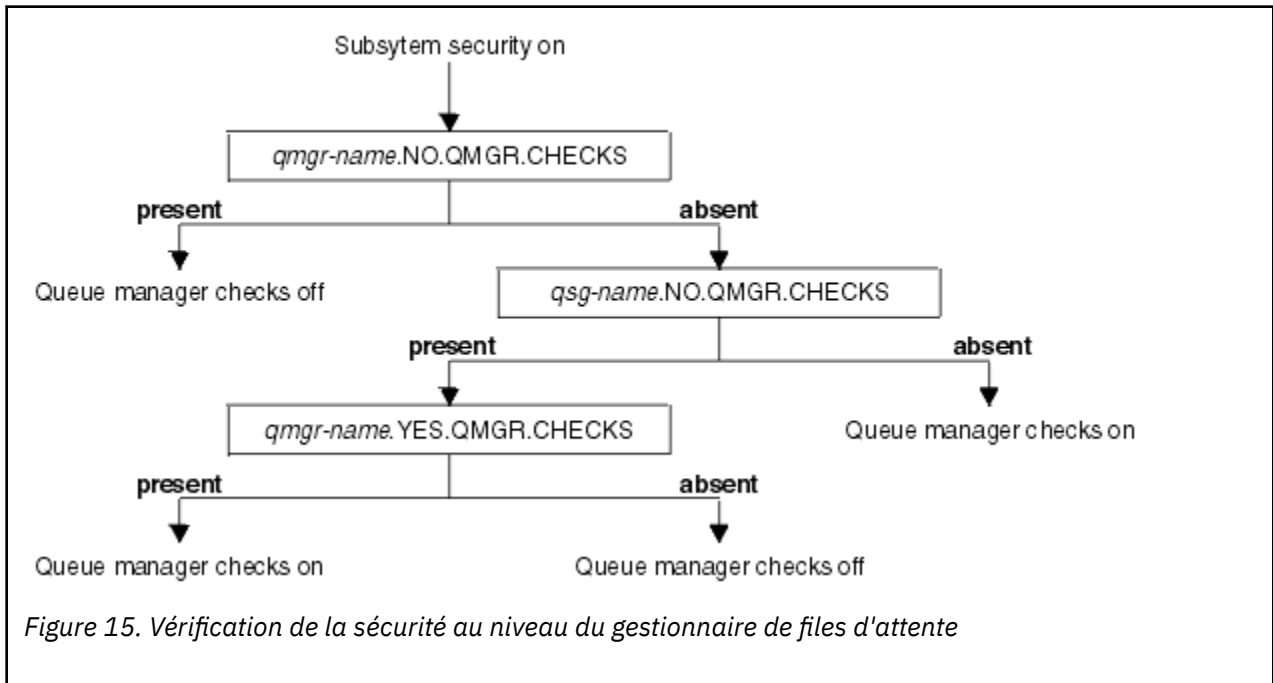 Subsytem security on
qmgr-name.NO.QMGR.CHECKS
present absent
Queue manager checks off
qsg-name.NO.QMGR.CHECKS
present absent
qmgr-name.YES.QMGR.CHECKS
Queue manager checks on
present absent
Queue manager checks on
Queue manager checks off
Figure 15. Vérification de la sécurité au niveau du gestionnaire de files d'attente